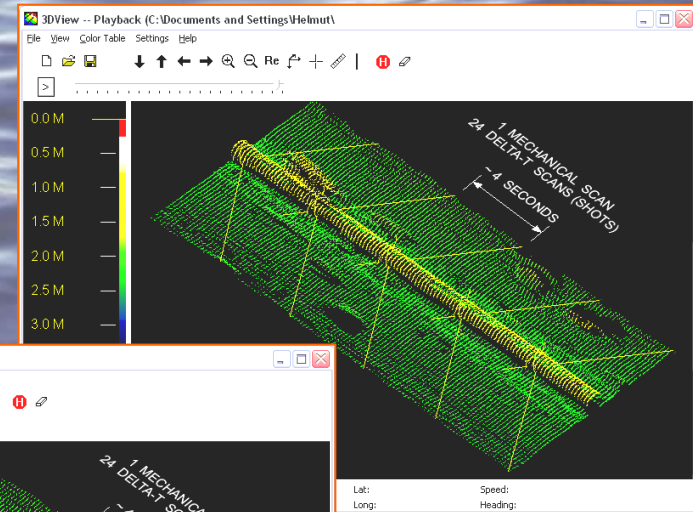 3DView -- Playback (C:\Documents and Settings\Helmut\
File View Color Table Settings Help
Re H
>
0.0 M
0.5 M
1.0 M
1.5 M
2.0 M
2.5 M
3.0 M
1 MECHANICAL SCAN
24 DELTA-T SCANS (SHOTS)
~4 SECONDS
H
1 MECHANICAL
24 DELTA-T SC
Lat: Speed:
Long: Heading: